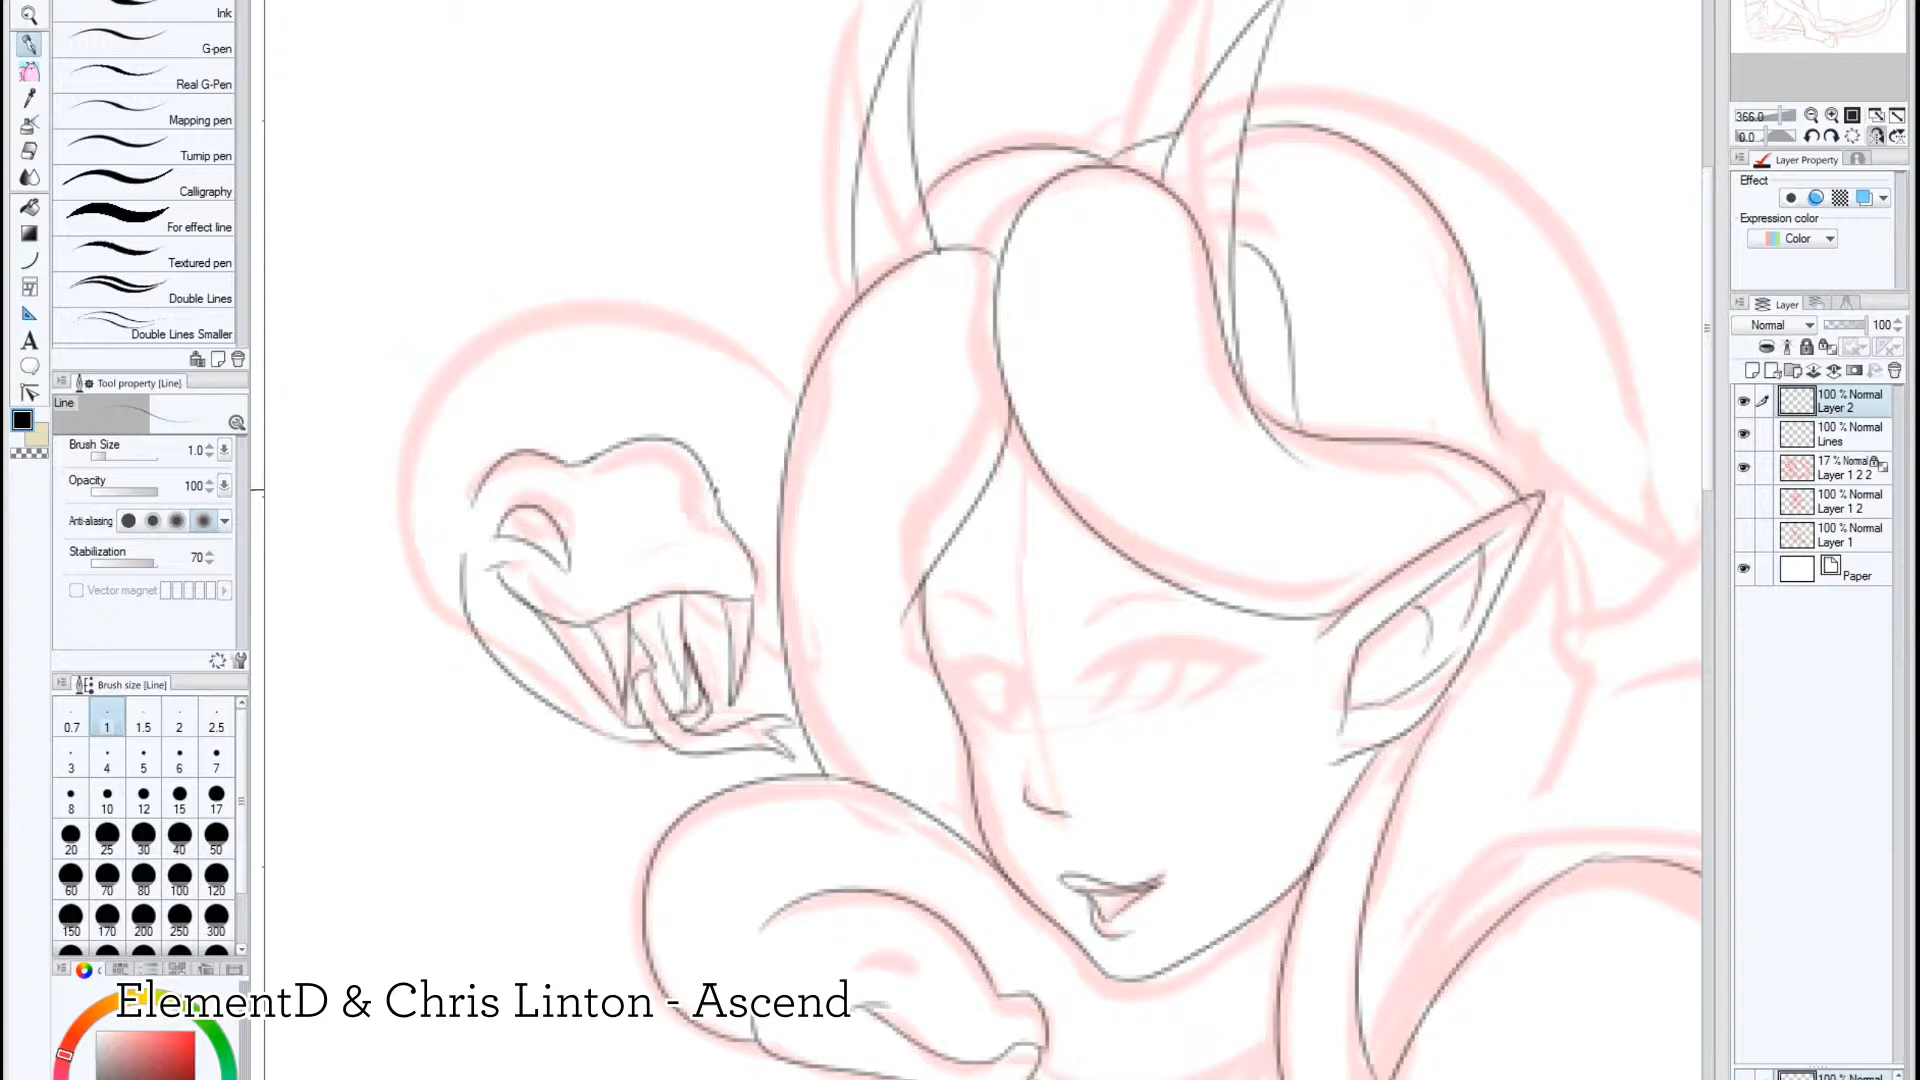 Ink
G-pen
Real G-Pen
Mapping pen
Turnip pen
Calligraphy
For effect line
Textured pen
Double Lines
Double Lines Smaller
Tool property [Line]
Line
Brush Size 1.0
Opacity 100
Anti-aliasing
Stabilization 70
Vector magnet
Brush size [Line]
0.7 1 1.5 2 2.5
3 4 5 6 7
8 10 12 15 17
20 25 30 40 50
60 70 80 100 120
150 170 200 250 300
ElementD & Chris Linton - Ascend
366.0
0.0
Layer Property
Effect
Expression color
Color
Layer
Normal 100
100 % Normal
Layer 2
100 % Normal
Lines
17 % Normal
Layer 1 2 2
100 % Normal
Layer 1 2
100 % Normal
Layer 1
Paper